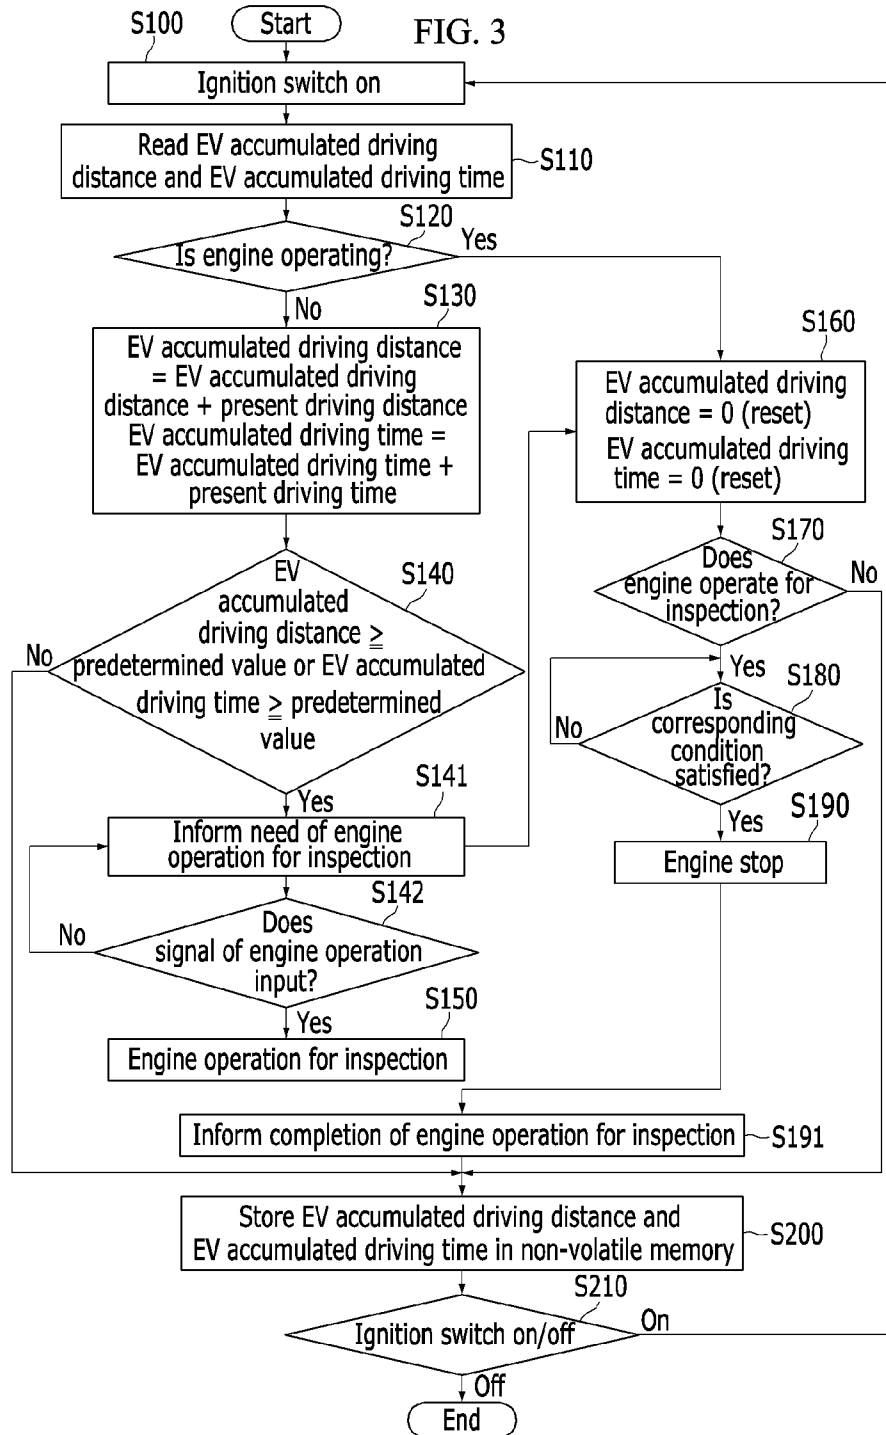 FIG. 3
Start
S100
Ignition switch on
Read EV accumulated driving
distance and EV accumulated driving time
S110
S120
Is engine operating?
Yes
No
S130
EV accumulated driving distance
= EV accumulated driving
distance + present driving distance
EV accumulated driving time =
EV accumulated driving time +
present driving time
S160
EV accumulated driving
distance = 0 (reset)
EV accumulated driving
time = 0 (reset)
S140
EV
accumulated
driving distance ≧
predetermined value or EV accumulated
driving time ≧ predetermined
value
No
Yes
S170
Does
engine operate for
inspection?
No
Yes
S180
Is
corresponding
condition
satisfied?
No
Yes
S190
Engine stop
S141
Inform need of engine
operation for inspection
S142
Does
signal of engine operation
input?
No
Yes
S150
Engine operation for inspection
Inform completion of engine operation for inspection
S191
Store EV accumulated driving distance and
EV accumulated driving time in non-volatile memory
S200
S210
Ignition switch on/off
On
Off
End